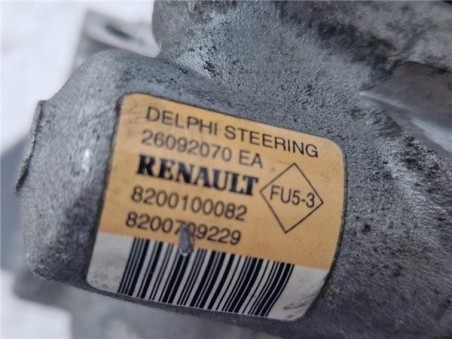 DELPHI STEERING
26092070 EA
RENAULT
FU5-3
8200100082
8200709229